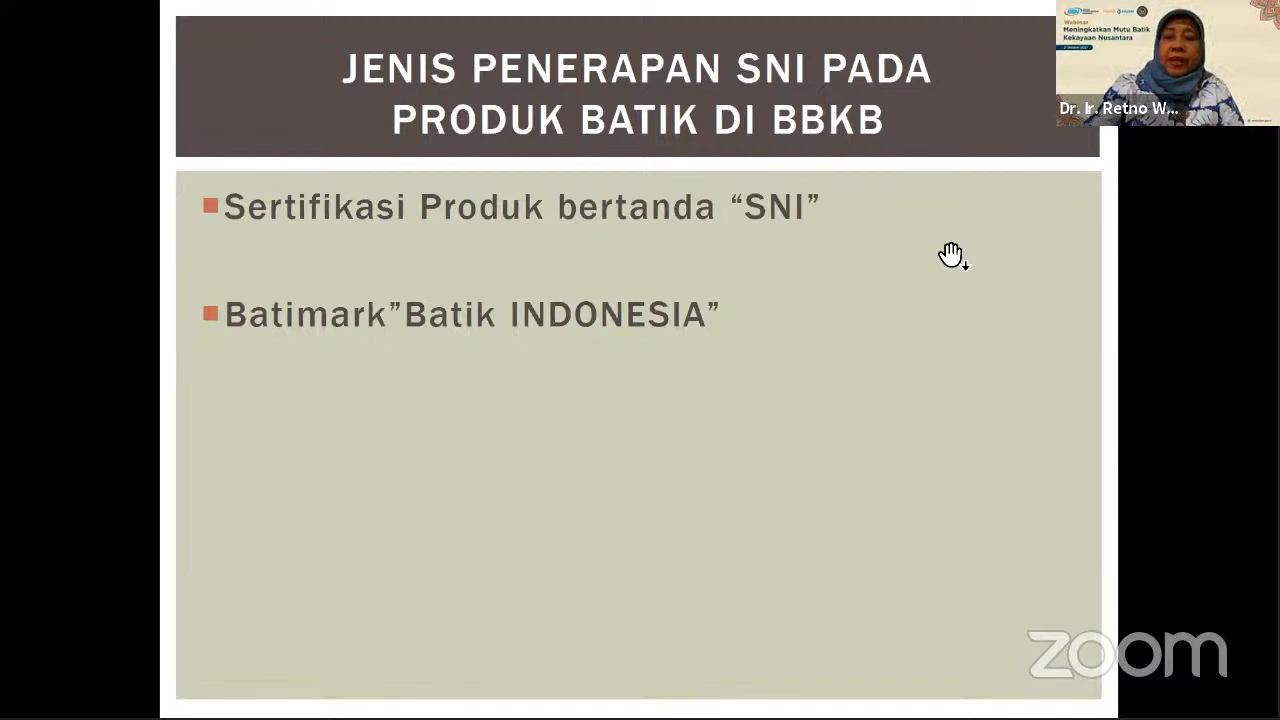 JENIS PENERAPAN SNI PADA
PRODUK BATIK DI BBKB
Sertifikasi Produk bertanda “SNI”
Batimark”Batik INDONESIA”
Webinar
Meningkatkan Mutu Batik
Kekayaan Nusantara
Dr. Ir. Retno W...
zoom